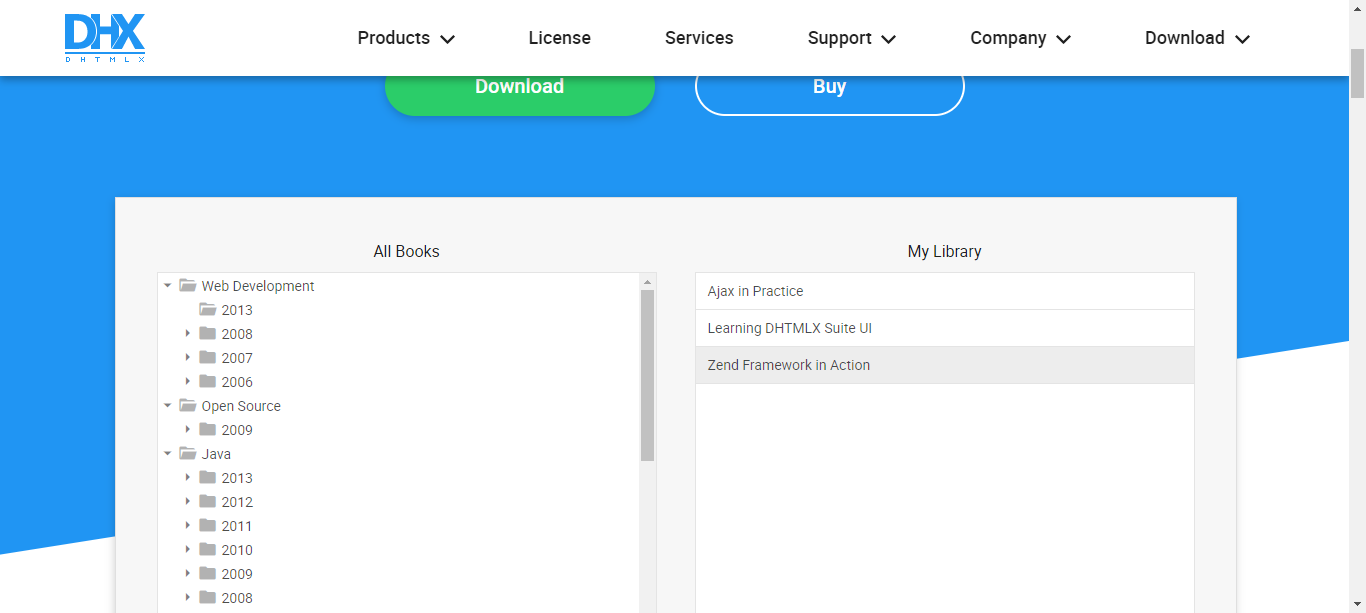 DHX
DHTMLX
Products
License
Services
Support
Company
Download
Download
Buy
All Books
Web Development
2013
2008
2007
2006
Open Source
2009
Java
2013
2012
2011
2010
2009
2008
My Library
Ajax in Practice
Learning DHTMLX Suite UI
Zend Framework in Action